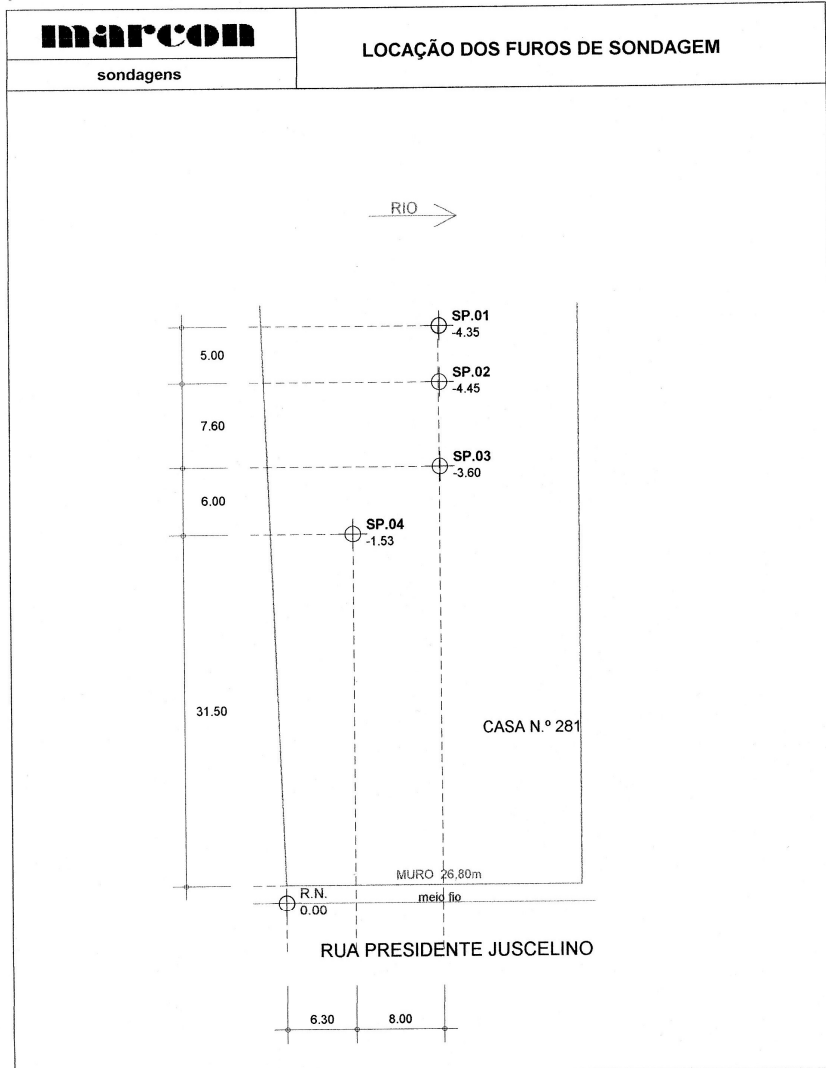 marcon
sondagens
LOCAÇÃO DOS FUROS DE SONDAGEM
RIO
SP.01
-4.35
5.00
SP.02
-4.45
7.60
SP.03
-3.60
6.00
SP.04
-1.53
31.50
CASA N.º 281
MURO 26,80m
R.N.
0.00
meio fio
RUA PRESIDENTE JUSCELINO
6.30
8.00